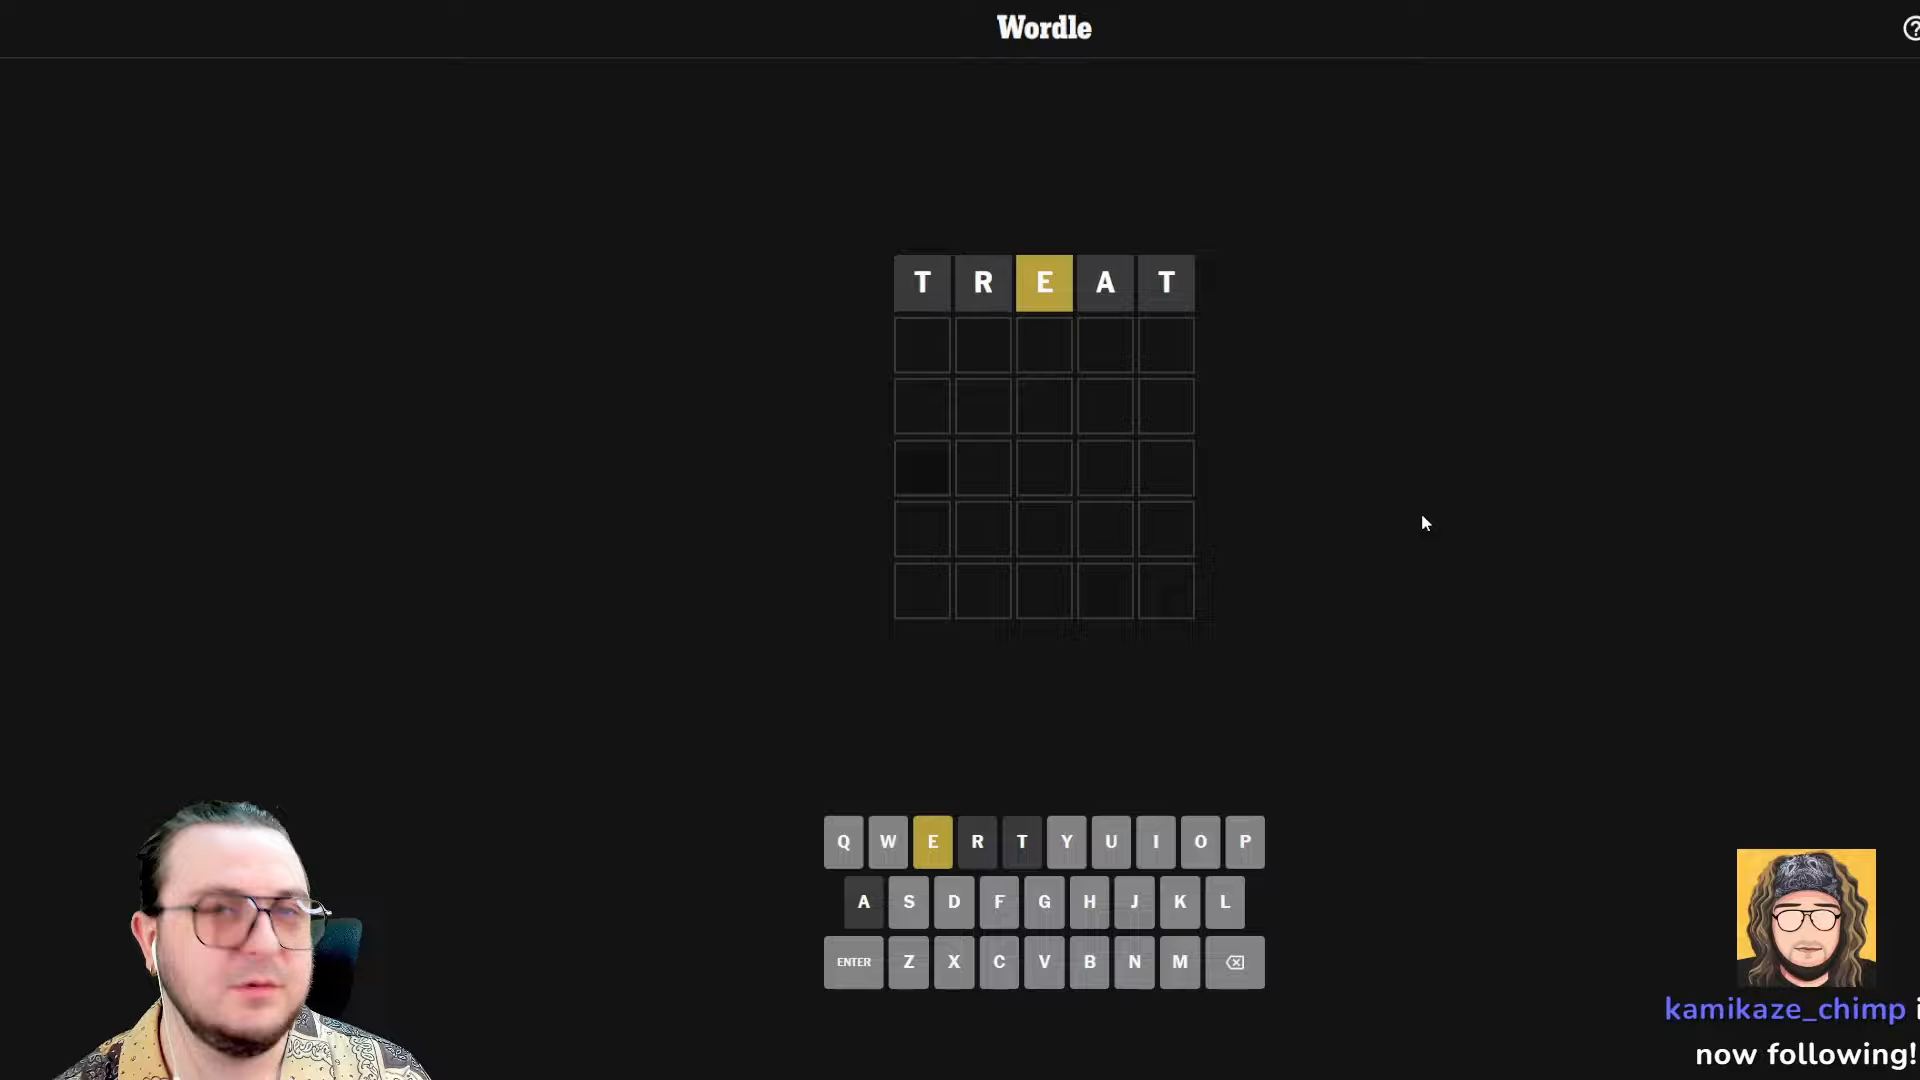 Wordle
?
T R E A T
Q W E R T Y U I O P
A S D F G H J K L
ENTER Z X C V B N M
kamikaze_chimp i
now following!